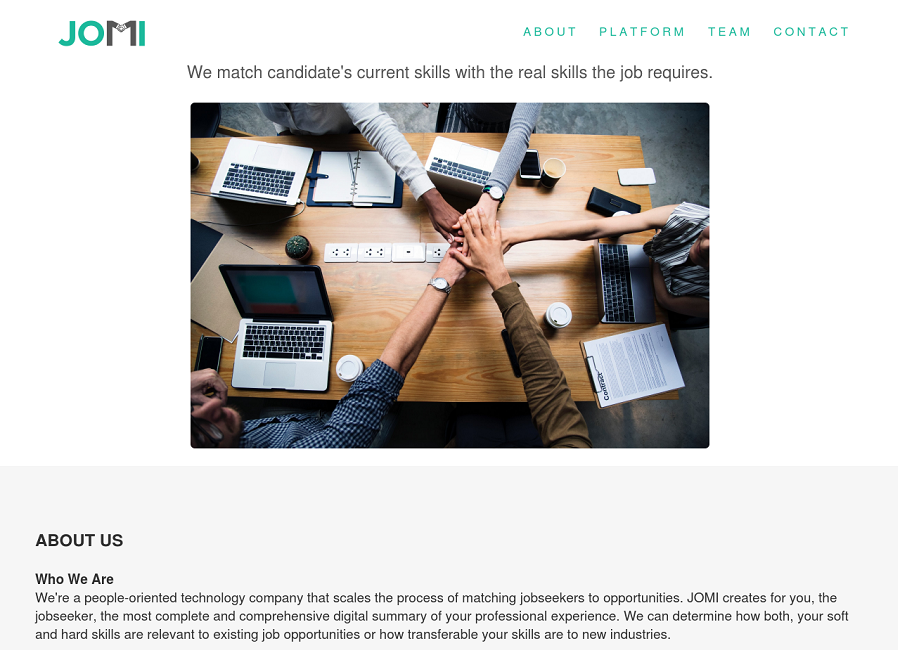 JOMI
ABOUT PLATFORM TEAM CONTACT
We match candidate's current skills with the real skills the job requires.
Contract
ABOUT US
Who We Are
We're a people-oriented technology company that scales the process of matching jobseekers to opportunities. JOMI creates for you, the
jobseeker, the most complete and comprehensive digital summary of your professional experience. We can determine how both, your soft
and hard skills are relevant to existing job opportunities or how transferable your skills are to new industries.